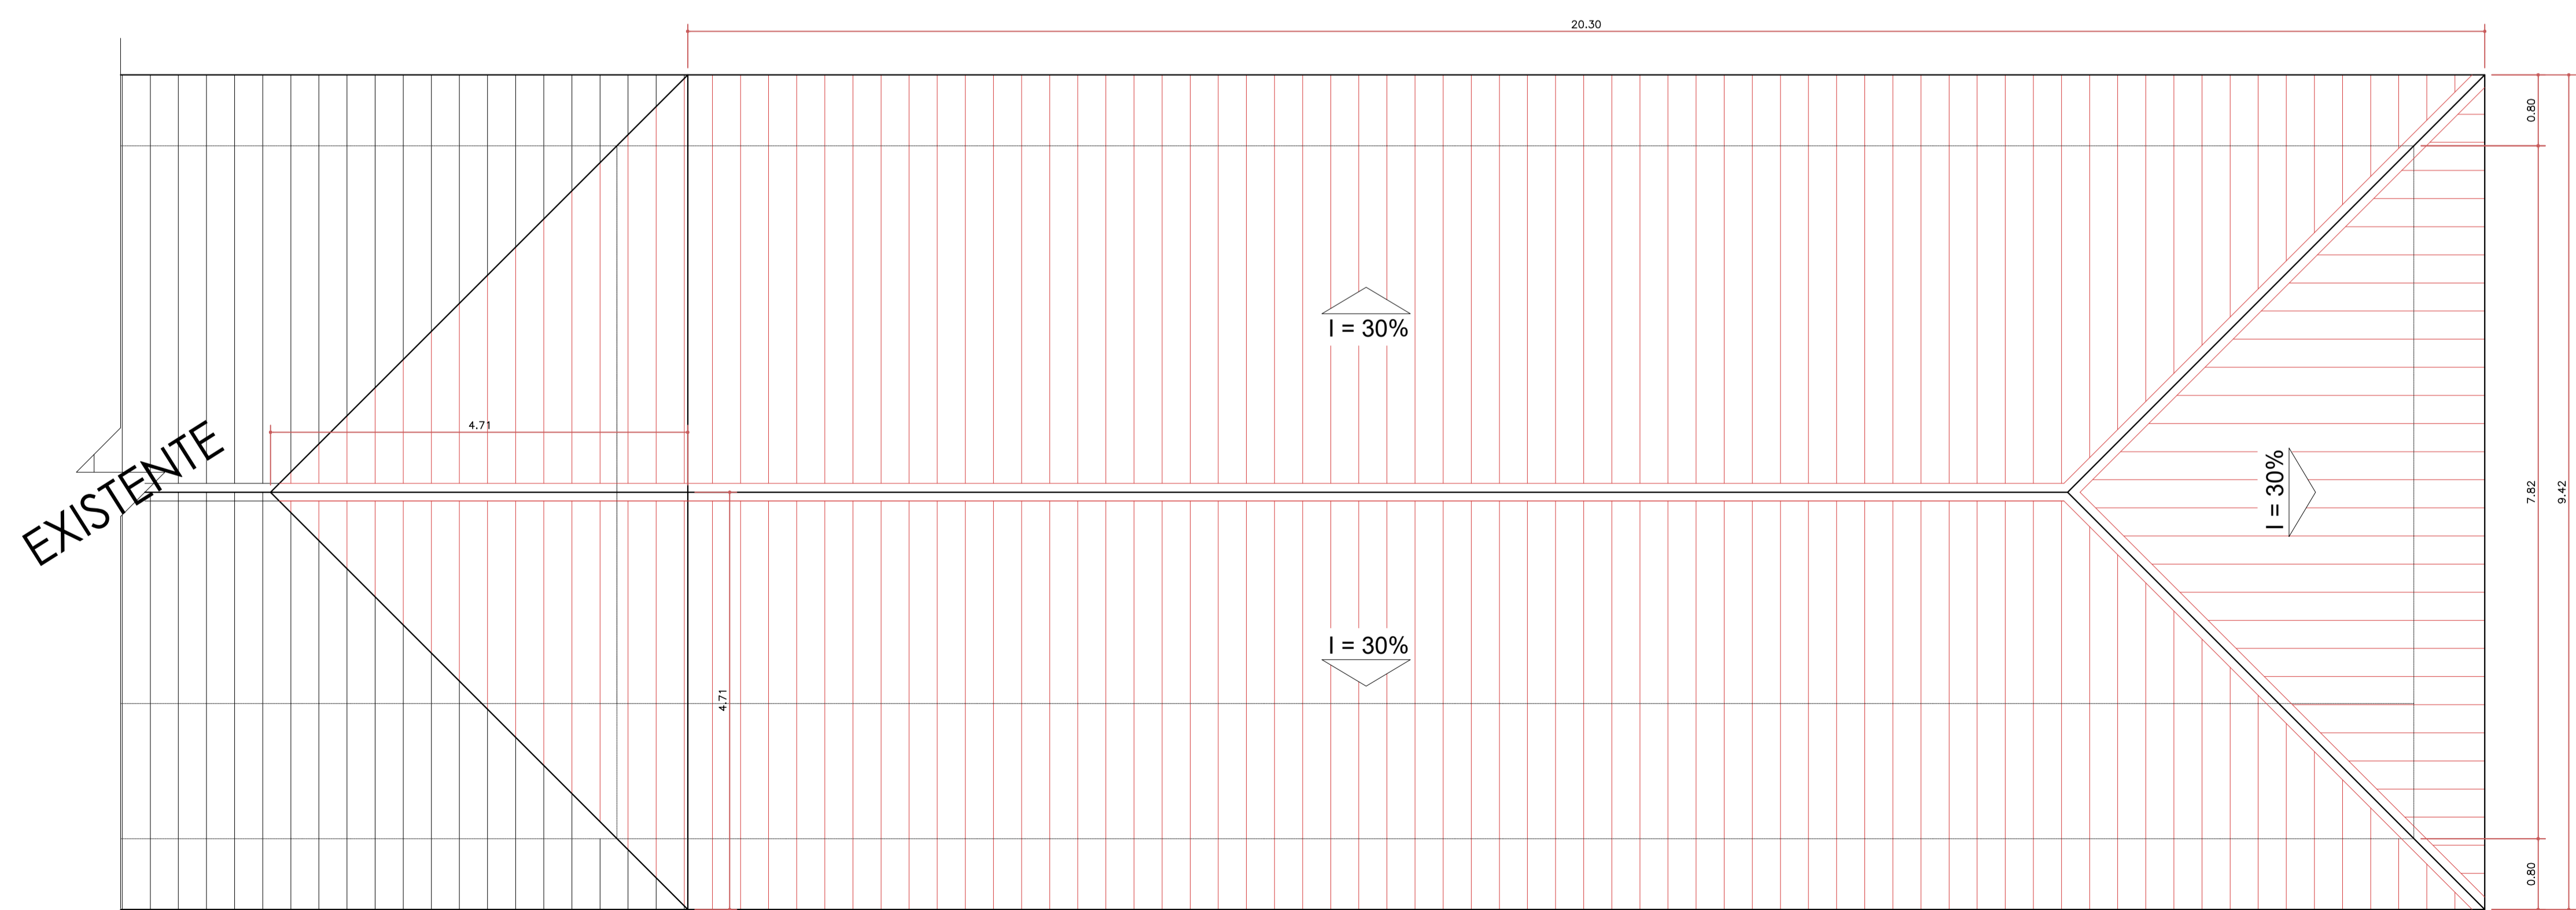 20.30
0.80
I = 30%
4.71
EXISTENTE
I = 30%
7.82
9.42
I = 30%
4.71
0.80